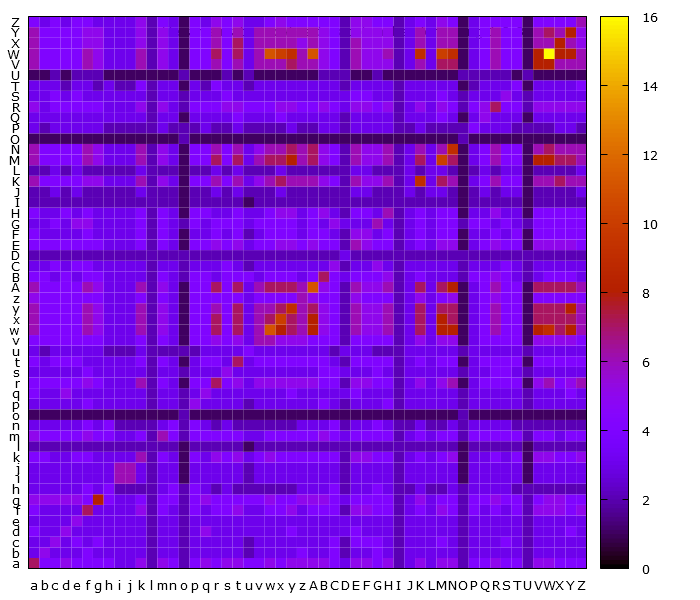 Z
Y
X
W
V
U
T
S
R
Q
P
O
N
M
L
K
J
I
H
G
F
E
D
C
B
A
z
y
x
w
v
u
t
s
r
q
p
o
n
m
l
k
j
i
h
g
f
e
d
c
b
a
a b c d e f g h i j k l m n o p q r s t u v w x y z A B C D E F G H I J K L M N O P Q R S T U V W X Y Z
16
14
12
10
8
6
4
2
0